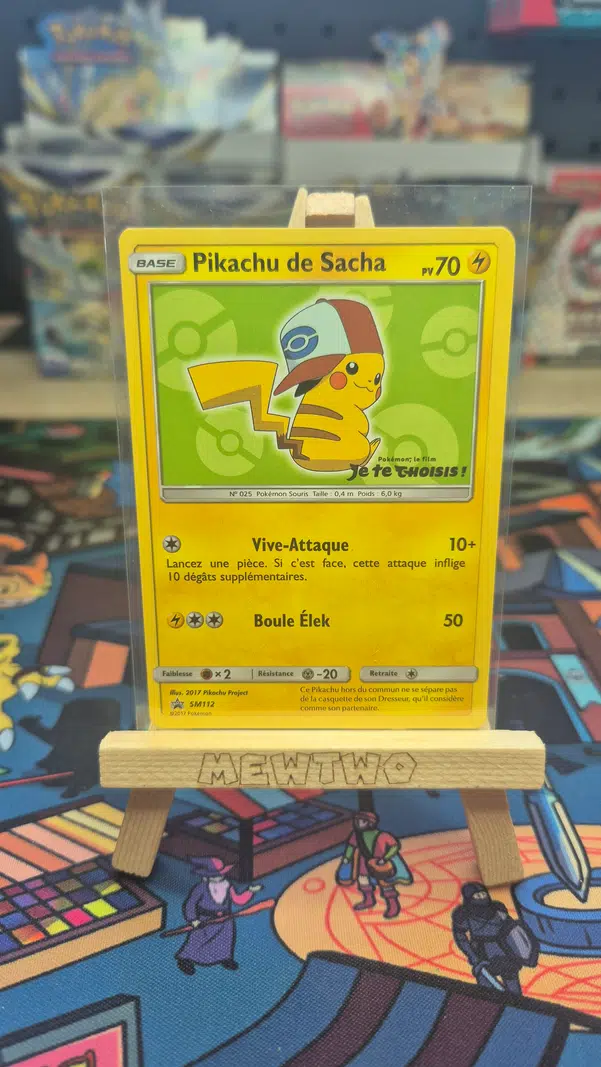 Pokémon
BASE Pikachu de Sacha PV70
Pokémon, le film
Je te CHOISIS !
N° 025 Pokémon Souris Taille : 0,4 m Poids : 6,0 kg
Vive-Attaque 10+
Lancez une pièce. Si c'est face, cette attaque inflige
10 dégâts supplémentaires.
Boule Élek 50
Faiblesse ×2 Résistance -20 Retraite
Illus. 2017 Pikachu Project
SM112
©2017 Pokémon
Ce Pikachu hors du commun ne se sépare pas
de la casquette de son Dresseur, qu'il considère
comme son partenaire.
MEWTWO